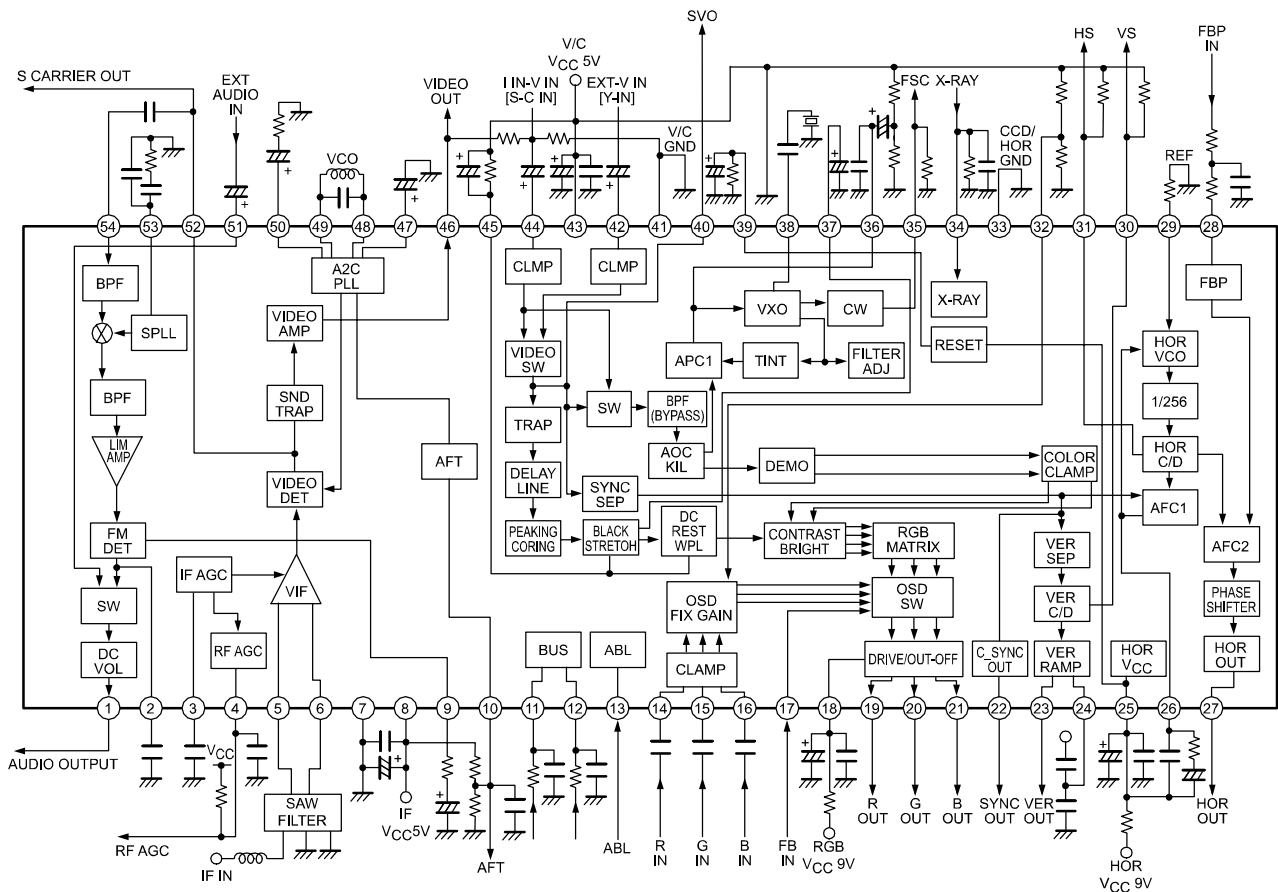 SVO
HS
VS
FBP
IN
V/C
VCC 5V
S CARRIER OUT
EXT
AUDIO
IN
VIDEO
OUT
I IN-V IN
[S-C IN]
EXT-V IN
[Y-IN]
FSC
X-RAY
V/C
GND
CCD/
HOR
GND
REF
VCO
54
53
52
51
50
49
48
47
46
45
44
43
42
41
40
39
38
37
36
35
34
33
32
31
30
29
28
BPF
SPLL
A2C
PLL
VIDEO
AMP
SND
TRAP
VIDEO
DET
BPF
LIM
AMP
FM
DET
SW
DC
VOL
IF AGC
RF AGC
VIF
AFT
CLMP
CLMP
VIDEO
SW
TRAP
DELAY
LINE
PEAKING
CORING
SW
BPF
(BYPASS)
AOC
KIL
SYNC
SEP
BLACK
STRETOH
DC
REST
WPL
VXO
CW
APC1
TINT
FILTER
ADJ
X-RAY
RESET
DEMO
COLOR
CLAMP
CONTRAST
BRIGHT
RGB
MATRIX
OSD
FIX GAIN
OSD
SW
CLAMP
DRIVE/OUT-OFF
BUS
ABL
FBP
HOR
VCO
1/256
HOR
C/D
AFC1
AFC2
PHASE
SHIFTER
HOR
OUT
VER
SEP
VER
C/D
VER
RAMP
C_SYNC
OUT
HOR
VCC
1
2
3
4
5
6
7
8
9
10
11
12
13
14
15
16
17
18
19
20
21
22
23
24
25
26
27
AUDIO OUTPUT
VCC
RF AGC
SAW
FILTER
IF IN
IF
VCC5V
AFT
ABL
R
IN
G
IN
B
IN
FB
IN
RGB
VCC 9V
R
OUT
G
OUT
B
OUT
SYNC
OUT
VER
OUT
HOR
VCC 9V
HOR
OUT